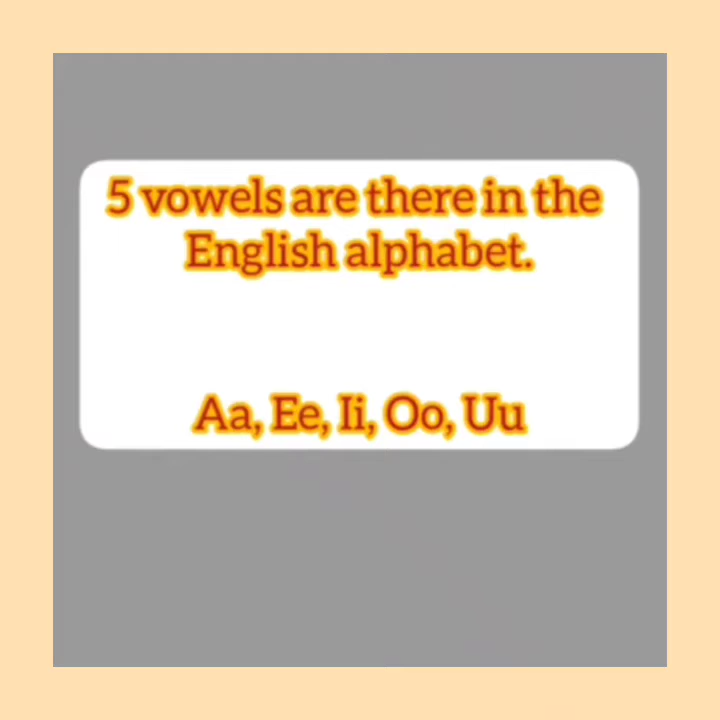 5 vowels are there in the
English alphabet.
Aa, Ee, Ii, Oo, Uu